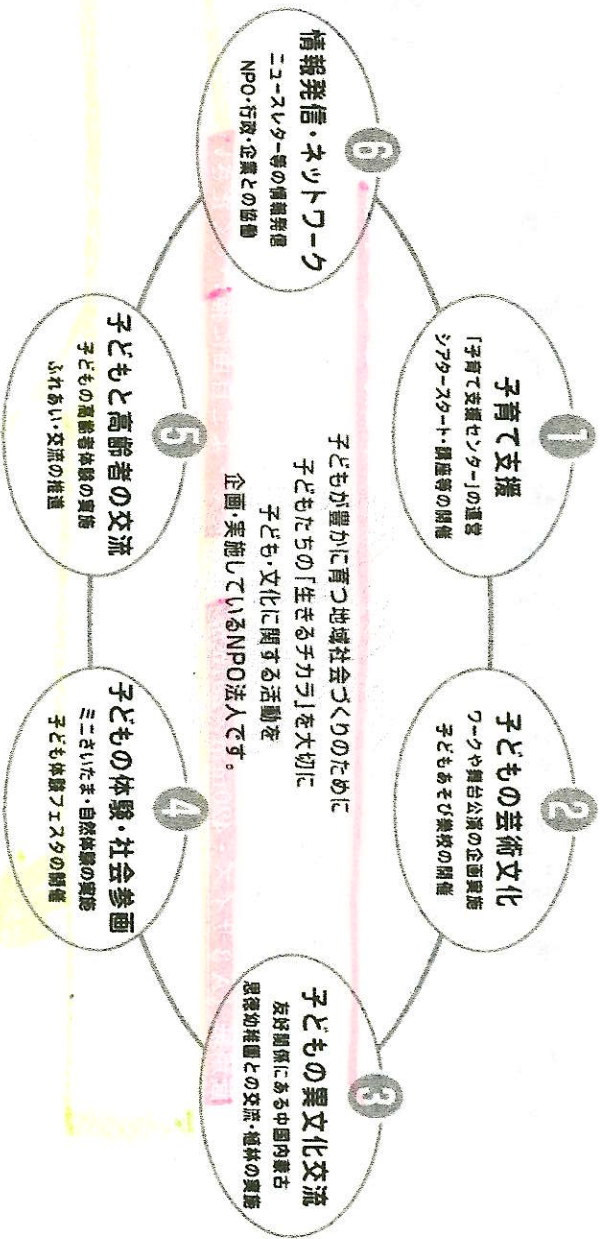 子どもが豊かに育つ地域社会づくりのために
子どもたちの「生きるチカラ」を大切に
子ども・文化に関する活動を
企画・実施しているNPO法人です。
1
子育て支援
「子育て支援センター」の運営
シアタースタート・講座等の開催
2
子どもの芸術文化
ワークや舞台公演の企画実施
子どもあそび学校の開催
3
子どもの異文化交流
友好関係にある中国内蒙古
恩徳幼稚園との交流・植林の実施
4
子どもの体験・社会参画
ミニさいたま・自然体験の実施
子ども体験フェスタの開催
5
子どもと高齢者の交流
子どもの高齢者体験の実施
ふれあい・交流の推進
6
情報発信・ネットワーク
ニュースレター等の情報発信
NPO・行政・企業との協働